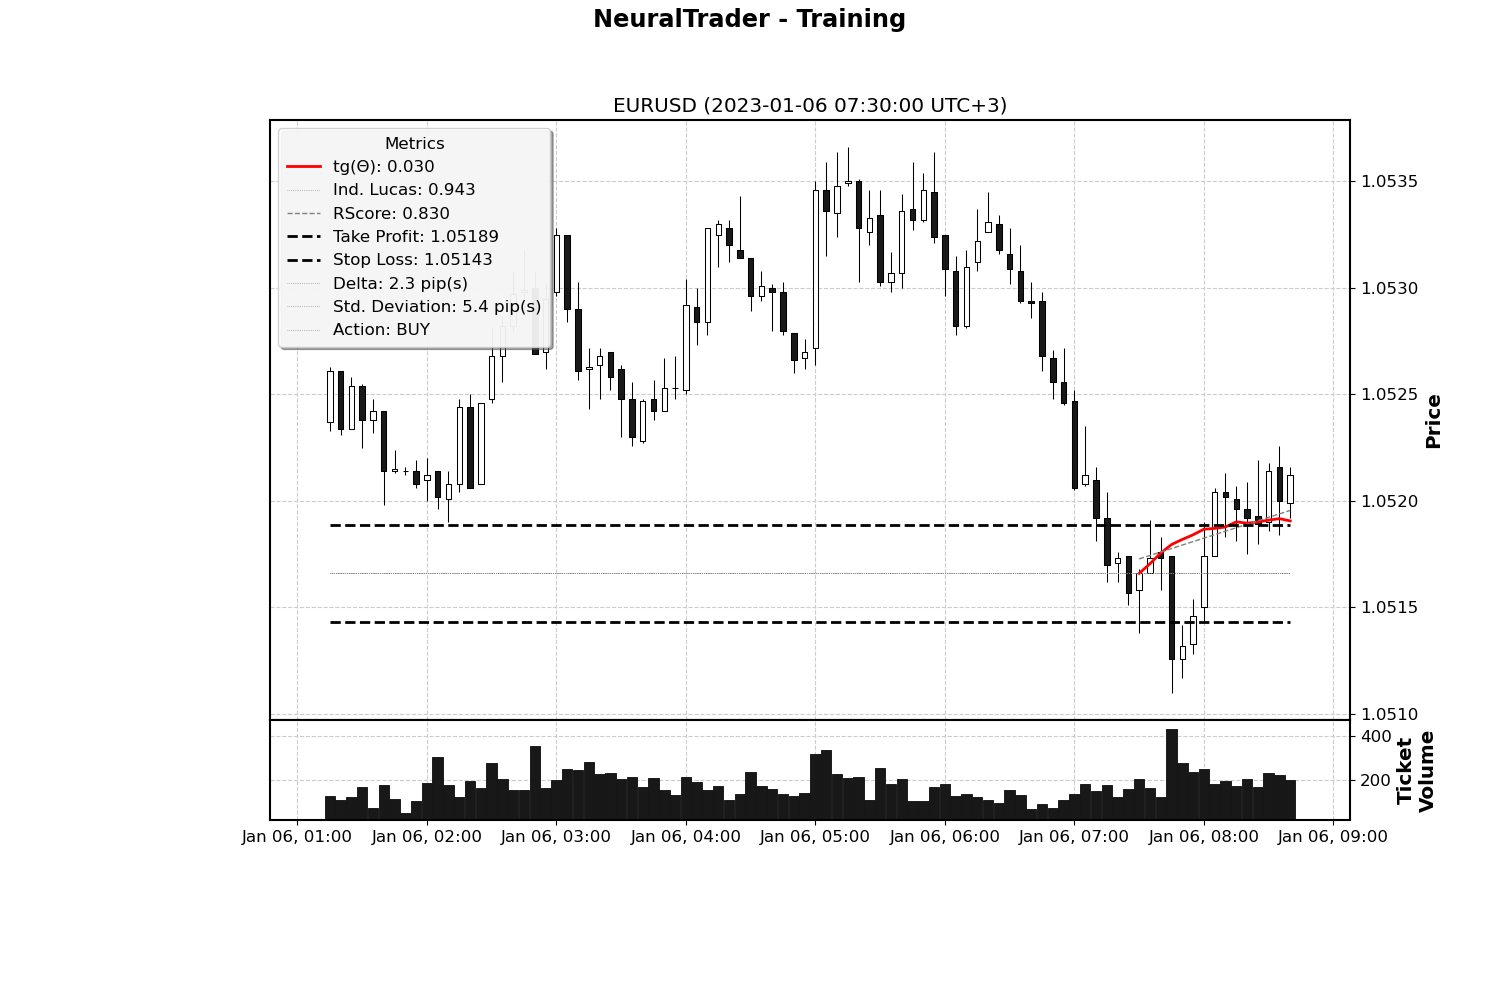 NeuralTrader - Training
EURUSD (2023-01-06 07:30:00 UTC+3)
Metrics
tg(Θ): 0.030
Ind. Lucas: 0.943
RScore: 0.830
Take Profit: 1.05189
Stop Loss: 1.05143
Delta: 2.3 pip(s)
Std. Deviation: 5.4 pip(s)
Action: BUY
1.0535
1.0530
1.0525
1.0520
1.0515
1.0510
Price
400
200
Ticket
Volume
Jan 06, 01:00
Jan 06, 02:00
Jan 06, 03:00
Jan 06, 04:00
Jan 06, 05:00
Jan 06, 06:00
Jan 06, 07:00
Jan 06, 08:00
Jan 06, 09:00